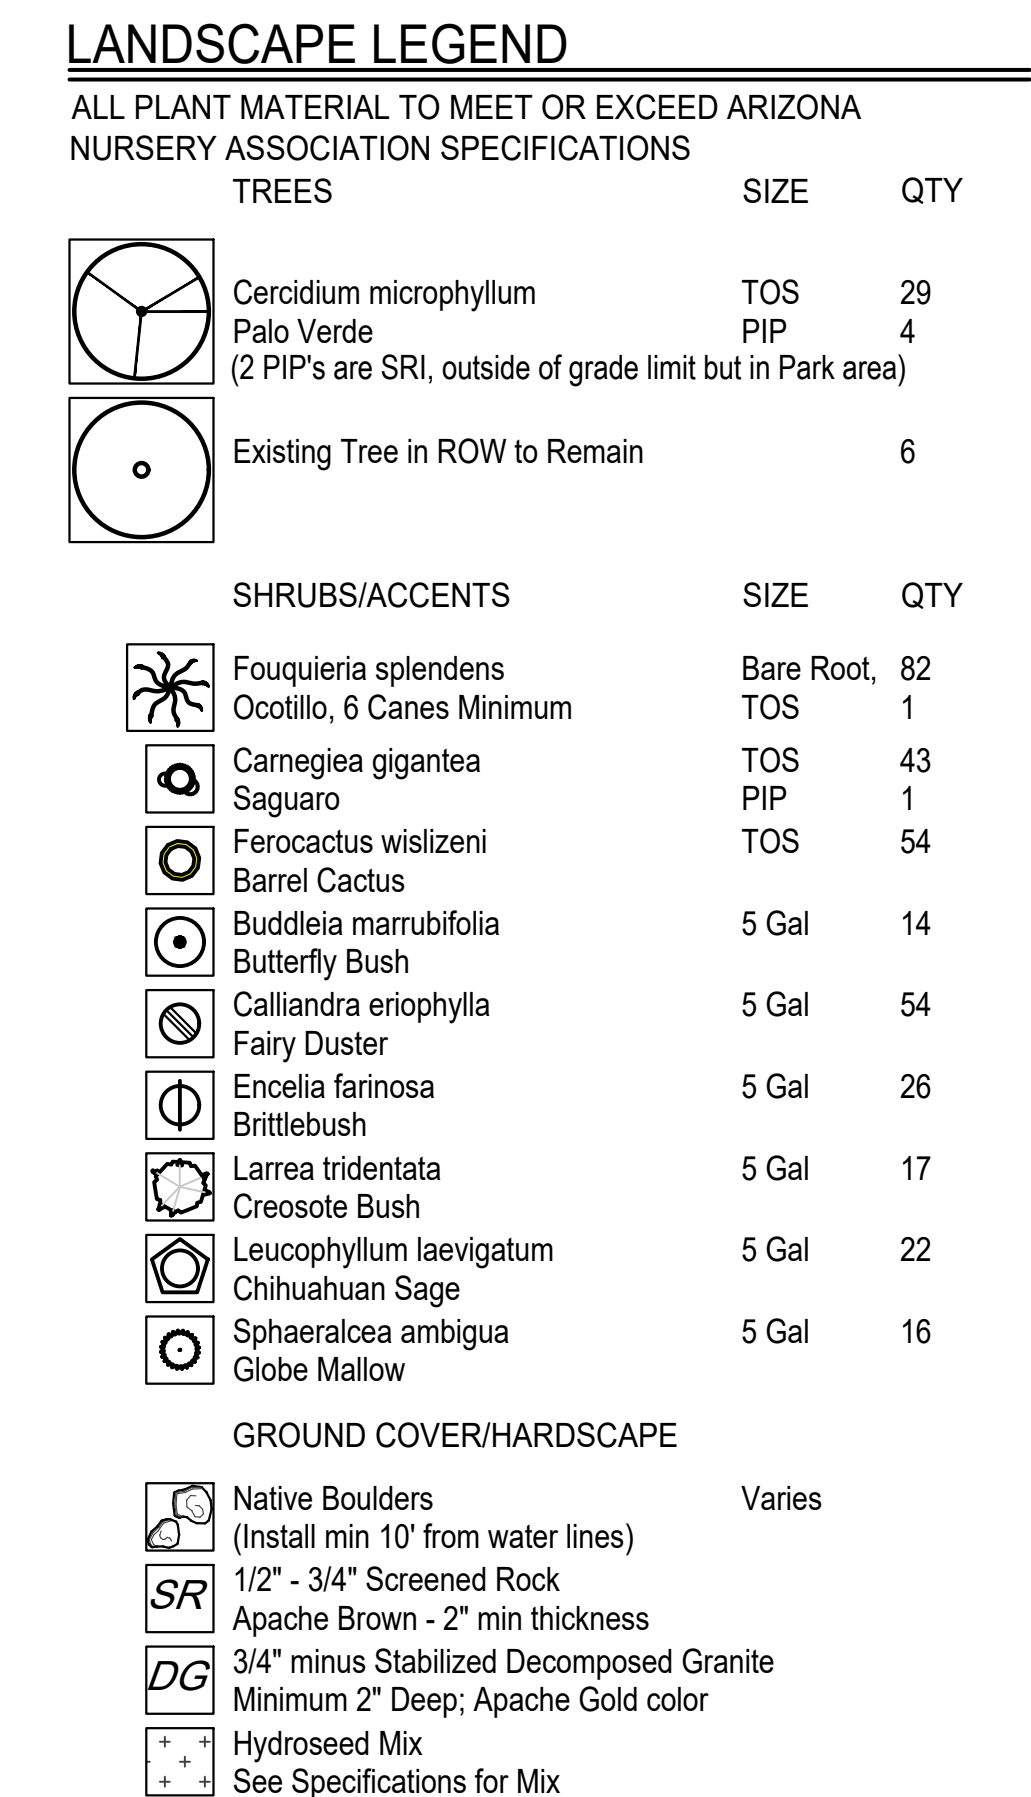 LANDSCAPE LEGEND
ALL PLANT MATERIAL TO MEET OR EXCEED ARIZONA
NURSERY ASSOCIATION SPECIFICATIONS
TREES SIZE QTY
Cercidium microphyllum TOS 29
Palo Verde PIP 4
(2 PIP's are SRI, outside of grade limit but in Park area)
Existing Tree in ROW to Remain 6
SHRUBS/ACCENTS SIZE QTY
Fouquieria splendens Bare Root, 82
Ocotillo, 6 Canes Minimum TOS 1
Carnegiea gigantea TOS 43
Saguaro PIP 1
Ferocactus wislizeni TOS 54
Barrel Cactus
Buddleia marrubifolia 5 Gal 14
Butterfly Bush
Calliandra eriophylla 5 Gal 54
Fairy Duster
Encelia farinosa 5 Gal 26
Brittlebush
Larrea tridentata 5 Gal 17
Creosote Bush
Leucophyllum laevigatum 5 Gal 22
Chihuahuan Sage
Sphaeralcea ambigua 5 Gal 16
Globe Mallow
GROUND COVER/HARDSCAPE
Native Boulders Varies
(Install min 10' from water lines)
SR 1/2" - 3/4" Screened Rock
Apache Brown - 2" min thickness
DG 3/4" minus Stabilized Decomposed Granite
Minimum 2" Deep; Apache Gold color
Hydroseed Mix
See Specifications for Mix